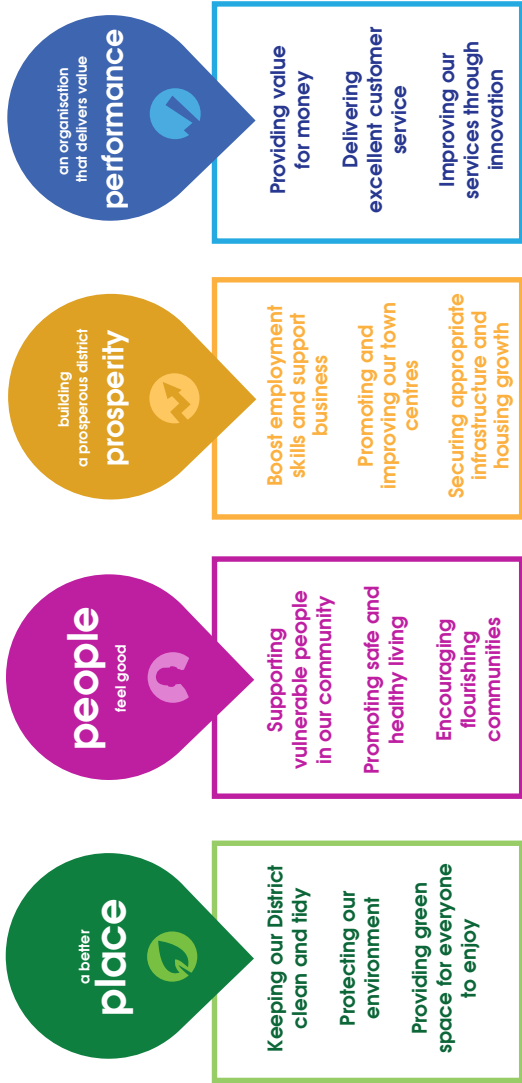 a better
place
Keeping our District
clean and tidy
Protecting our
environment
Providing green
space for everyone
to enjoy
people
feel good
Supporting
vulnerable people
in our community
Promoting safe and
healthy living
Encouraging
flourishing
communities
building
a prosperous district
prosperity
Boost employment
skills and support
business
Promoting and
improving our town
centres
Securing appropriate
infrastructure and
housing growth
an organisation
that delivers value
performance
Providing value
for money
Delivering
excellent customer
service
Improving our
services through
innovation